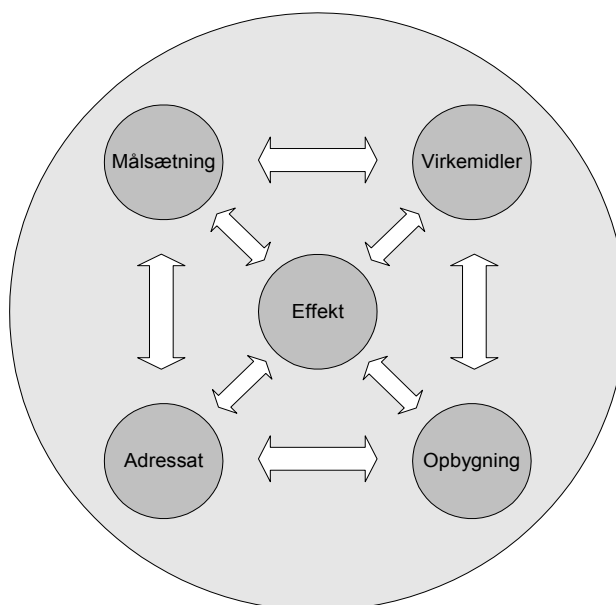 Målsætning
Virkemidler
Effekt
Adressat
Opbygning